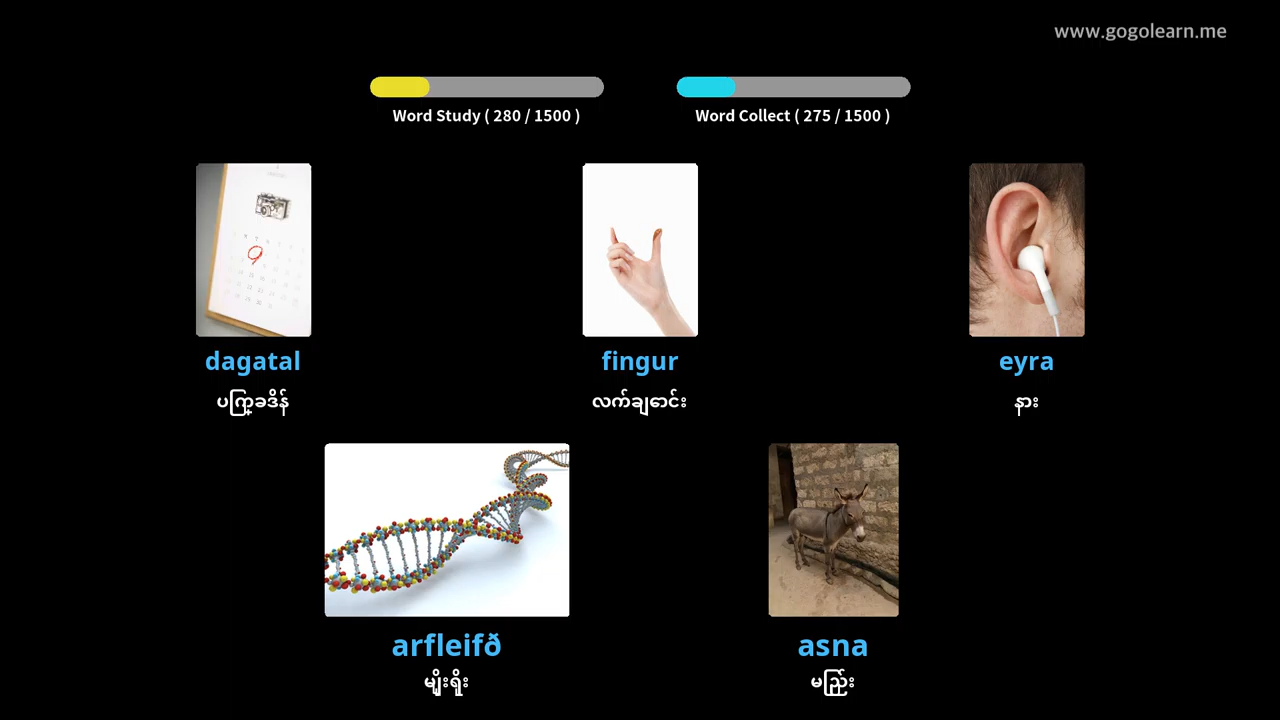 www.gogolearn.me
Word Study ( 280 / 1500 )
Word Collect ( 275 / 1500 )
dagatal
fingur
eyra
ပြက္ခဒိန်
လက်ချောင်း
နား
arfleifð
asna
မျိုးရိုး
မြည်း